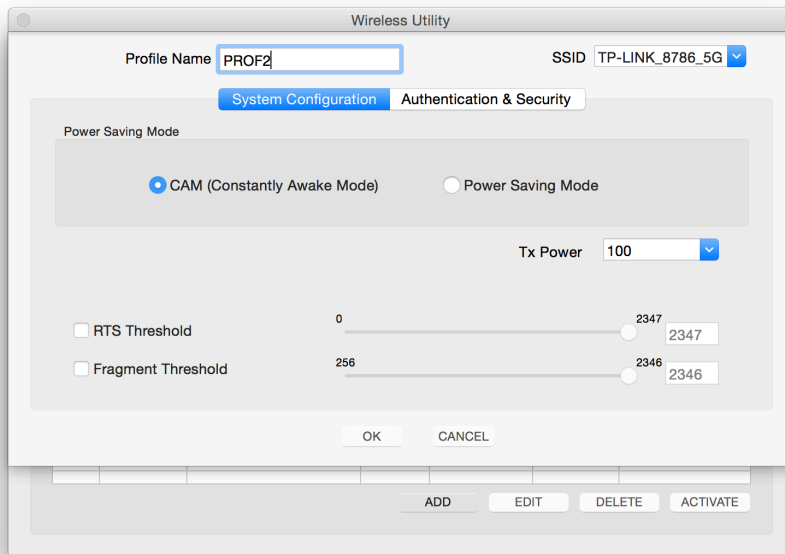 Wireless Utility
Profile Name PROF2 SSID TP-LINK_8786_5G
System Configuration Authentication & Security
Power Saving Mode
CAM (Constantly Awake Mode) Power Saving Mode
Tx Power 100
0 2347
RTS Threshold 2347
256 2346
Fragment Threshold 2346
OK CANCEL
ADD EDIT DELETE ACTIVATE